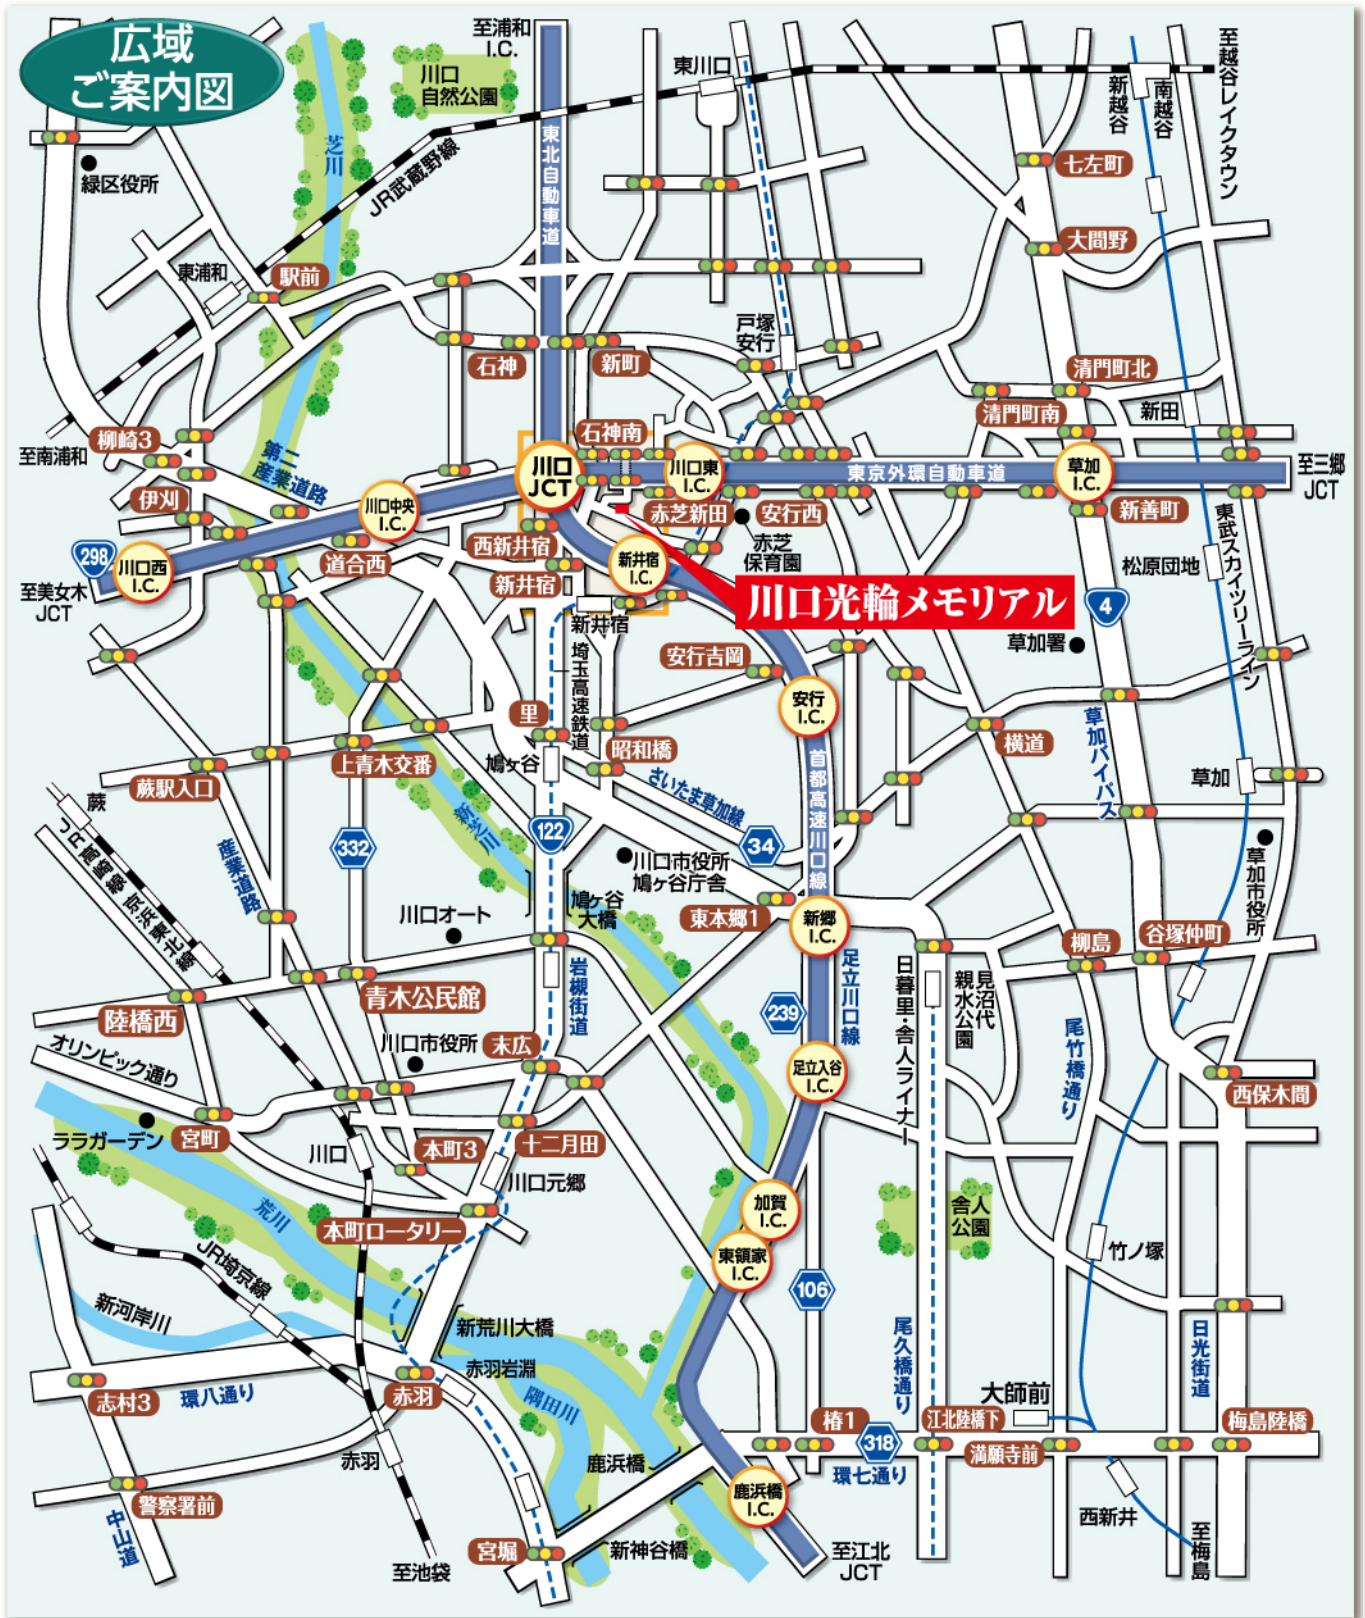 広域
ご案内図
至浦和
I.C.
川口
自然公園
東川口
至越谷レイクタウン
新越谷
南越谷
芝川
JR武蔵野線
東北自動車道
緑区役所
七左町
大間野
東浦和
駅前
戸塚
安行
石神
新町
清門町北
清門町南
新田
柳崎3
至南浦和
第二
産業道路
石神南
川口
JCT
川口東
I.C.
東京外環自動車道
草加
I.C.
至三郷
JCT
伊刈
川口中央
I.C.
赤芝新田
安行西
新善町
298
川口西
I.C.
道合西
西新井宿
新井宿
新井宿
I.C.
赤芝
保育園
松原団地
東武スカイツリーライン
至美女木
JCT
川口光輪メモリアル
4
新井宿
草加署
安行吉岡
埼玉高速鉄道
安行
I.C.
里
昭和橋
横道
草加バイパス
上青木交番
鳩ヶ谷
首都高速川口線
草加
蕨駅入口
さいたま草加線
蕨
JR高崎線・京浜東北線
産業道路
332
新芝川
122
34
川口市役所
鳩ヶ谷庁舎
草加市役所
川口オート
鳩ヶ谷
大橋
東本郷1
新郷
I.C.
柳島
谷塚仲町
岩槻街道
足立川口線
日暮里・舎人ライナー
見沼代
親水公園
青木公民館
陸橋西
239
尾竹橋通り
オリンピック通り
川口市役所
末広
足立入谷
I.C.
西保木間
ララガーデン
宮町
川口
本町3
十二月田
川口元郷
荒川
本町ロータリー
加賀
I.C.
舎人
公園
JR埼京線
東領家
I.C.
竹ノ塚
106
新河岸川
新荒川大橋
赤羽岩淵
尾久橋通り
日光街道
志村3
環八通り
赤羽
隅田川
大師前
椿1
318
江北陸橋下
満願寺前
梅島陸橋
環七通り
赤羽
鹿浜橋
鹿浜橋
I.C.
警察署前
中山道
西新井
至梅島
宮堀
新神谷橋
至池袋
至江北
JCT